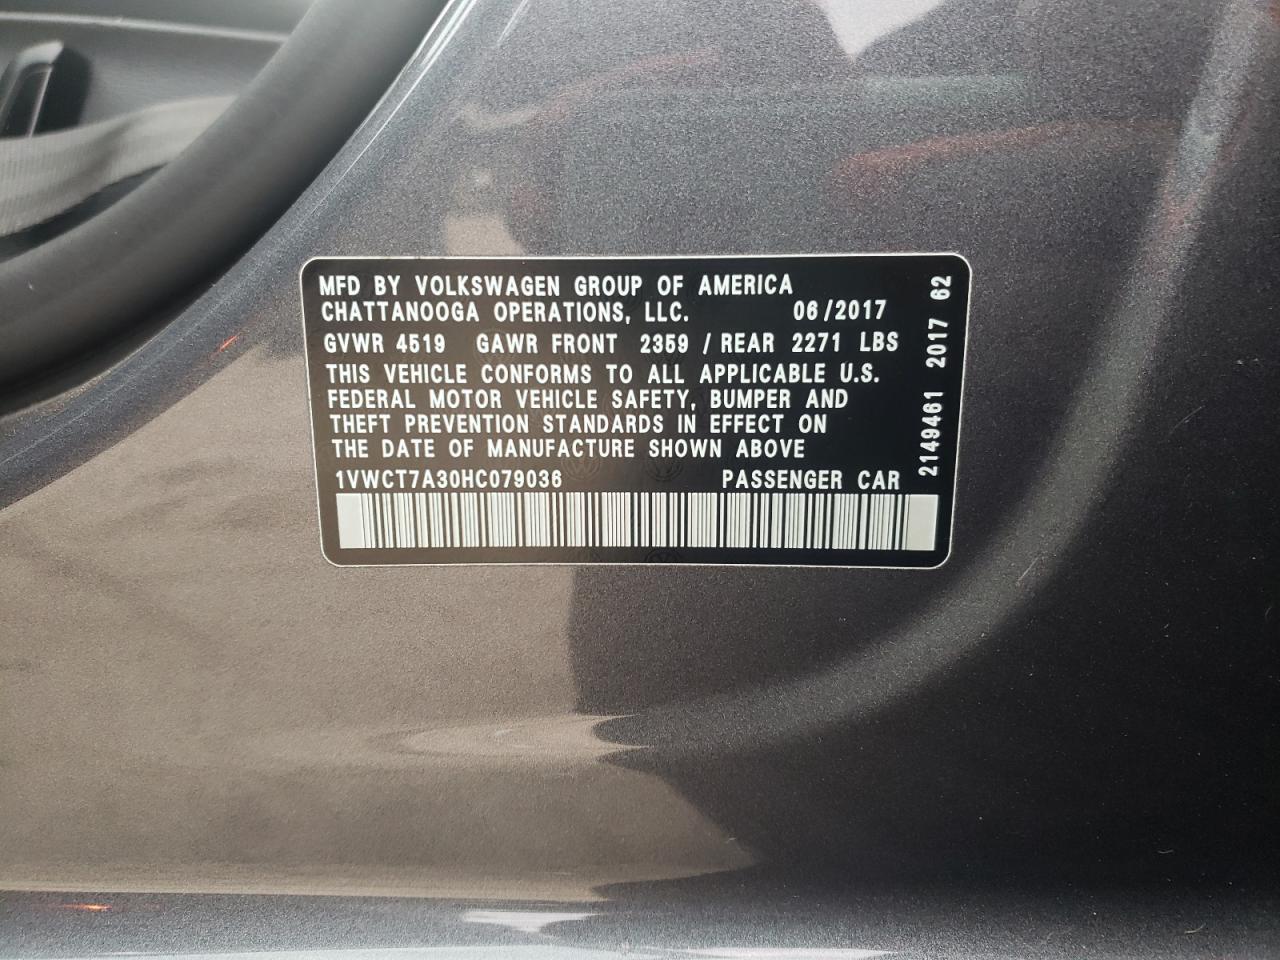 MFD BY VOLKSWAGEN GROUP OF AMERICA
CHATTANOOGA OPERATIONS, LLC. 06/2017
GVWR 4519 GAWR FRONT 2359 / REAR 2271 LBS
THIS VEHICLE CONFORMS TO ALL APPLICABLE U.S.
FEDERAL MOTOR VEHICLE SAFETY, BUMPER AND
THEFT PREVENTION STANDARDS IN EFFECT ON
THE DATE OF MANUFACTURE SHOWN ABOVE
1VWCT7A30HC079036 PASSENGER CAR
2149461 2017 62